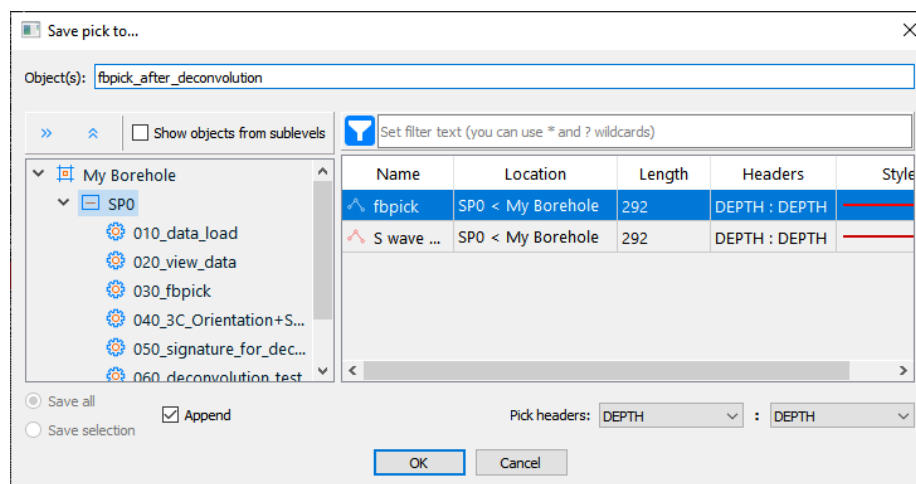 Save pick to...
Object(s): fbpick_after_deconvolution
Show objects from sublevels
Set filter text (you can use * and ? wildcards)
My Borehole
SP0
010_data_load
020_view_data
030_fbpick
040_3C_Orientation+S...
050_signature_for_dec...
060_deconvolution_test
Name Location Length Headers Style
fbpick SP0 < My Borehole 292 DEPTH : DEPTH
S wave ... SP0 < My Borehole 292 DEPTH : DEPTH
Save all
Save selection
Append
Pick headers: DEPTH : DEPTH
OK Cancel